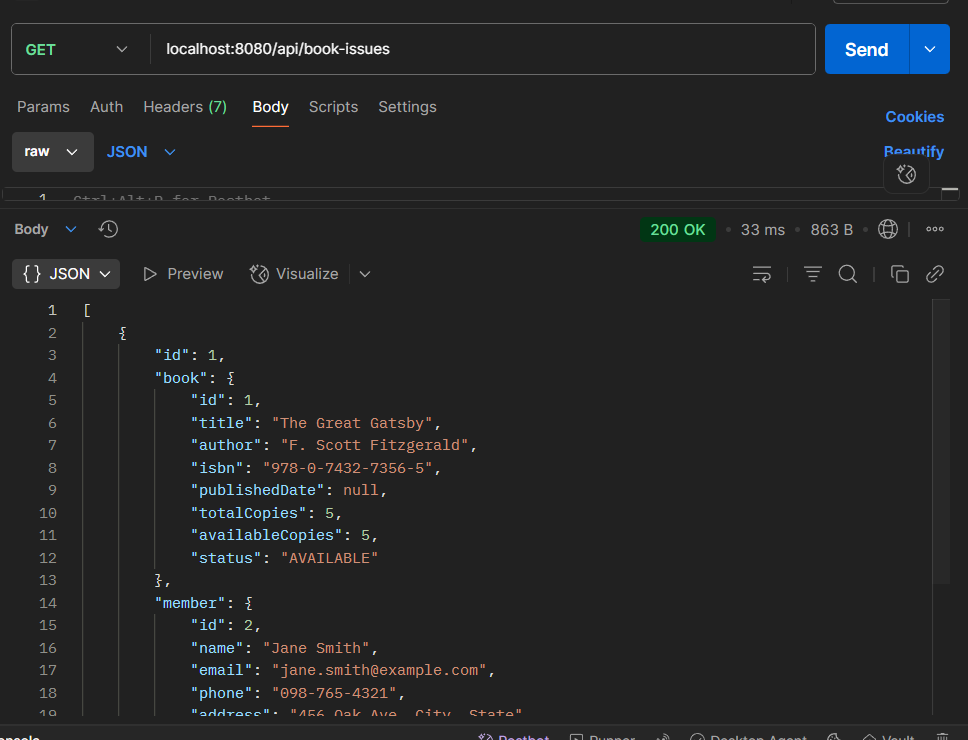 GET localhost:8080/api/book-issues Send
Params Auth Headers (7) Body Scripts Settings
Cookies
raw JSON Beautify
1 Ctrl+Alt+P for Postbot
Body 200 OK • 33 ms • 863 B •
{} JSON Preview Visualize
1 [
2 {
3 "id": 1,
4 "book": {
5 "id": 1,
6 "title": "The Great Gatsby",
7 "author": "F. Scott Fitzgerald",
8 "isbn": "978-0-7432-7356-5",
9 "publishedDate": null,
10 "totalCopies": 5,
11 "availableCopies": 5,
12 "status": "AVAILABLE"
13 },
14 "member": {
15 "id": 2,
16 "name": "Jane Smith",
17 "email": "jane.smith@example.com",
18 "phone": "098-765-4321",
19 "address": "456 Oak Ave, City, State"
Postbot Runner Desktop Agent Vault